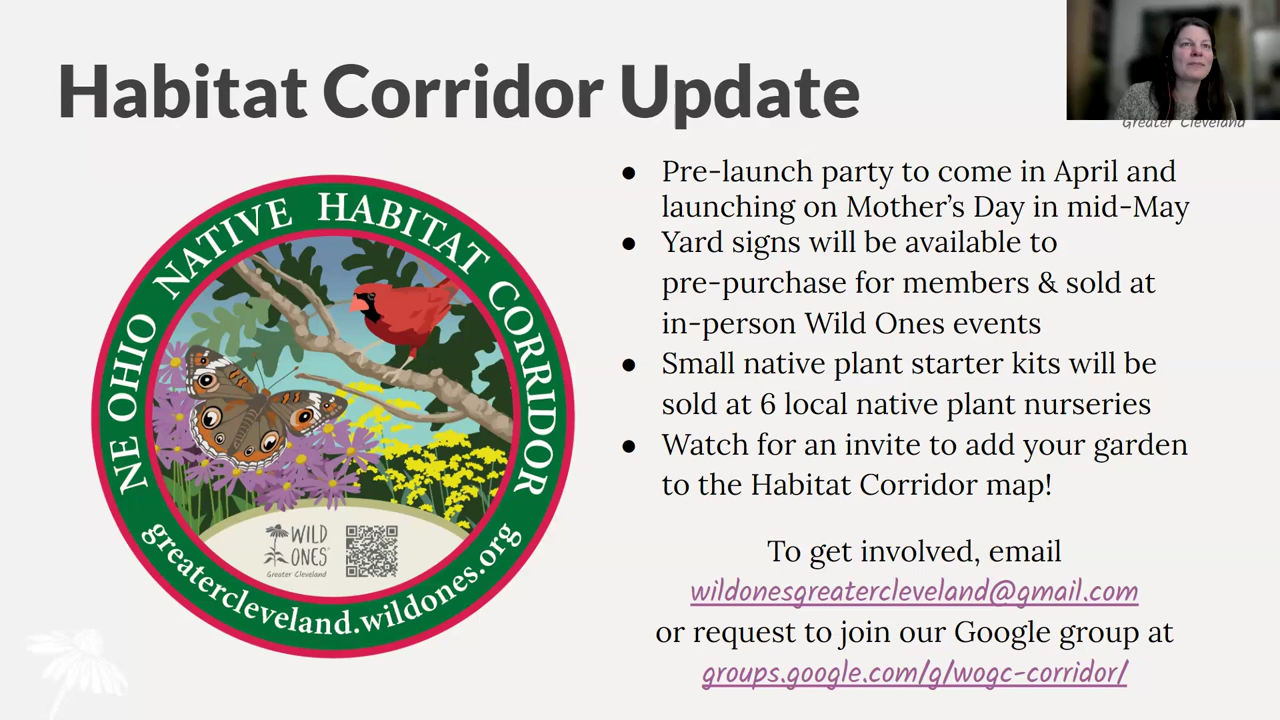 Habitat Corridor Update
Greater Cleveland
NE OHIO NATIVE HABITAT CORRIDOR
WILD
ONES
Greater Cleveland
greatercleveland.wildones.org
● Pre-launch party to come in April and
launching on Mother’s Day in mid-May
● Yard signs will be available to
pre-purchase for members & sold at
in-person Wild Ones events
● Small native plant starter kits will be
sold at 6 local native plant nurseries
● Watch for an invite to add your garden
to the Habitat Corridor map!
To get involved, email
wildonesgreatercleveland@gmail.com
or request to join our Google group at
groups.google.com/g/wogc-corridor/